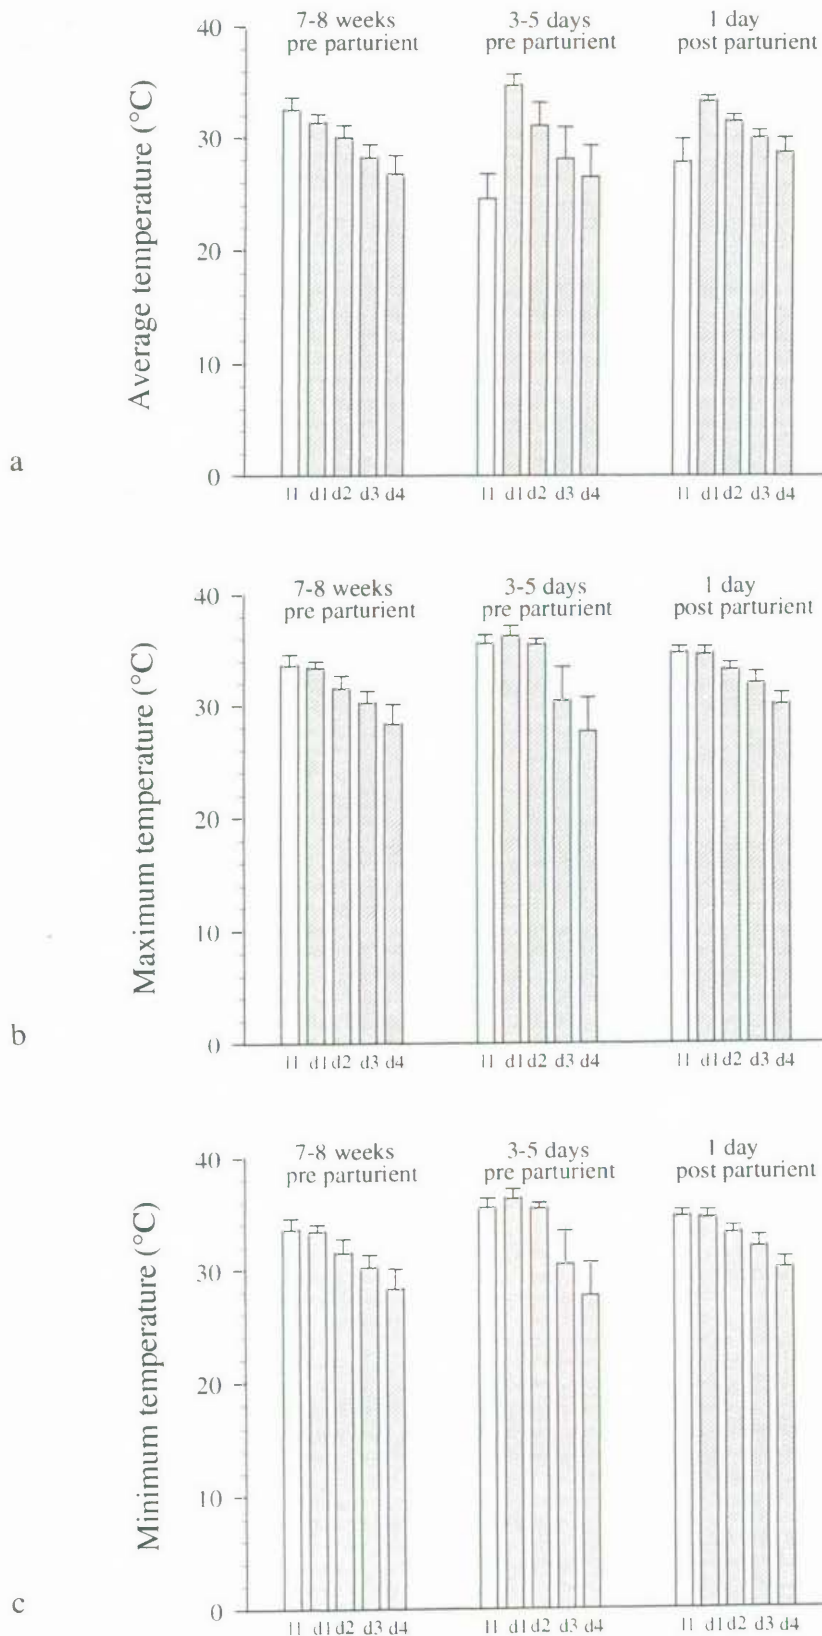 7-8 weeks
pre parturient
3-5 days
pre parturient
1 day
post parturient
40
30
20
10
0
Average temperature (°C)
a
l1 d1 d2 d3 d4
l1 d1 d2 d3 d4
l1 d1 d2 d3 d4
7-8 weeks
pre parturient
3-5 days
pre parturient
1 day
post parturient
40
30
20
10
0
Maximum temperature (°C)
b
l1 d1 d2 d3 d4
l1 d1 d2 d3 d4
l1 d1 d2 d3 d4
7-8 weeks
pre parturient
3-5 days
pre parturient
1 day
post parturient
40
30
20
10
0
Minimum temperature (°C)
c
l1 d1 d2 d3 d4
l1 d1 d2 d3 d4
l1 d1 d2 d3 d4